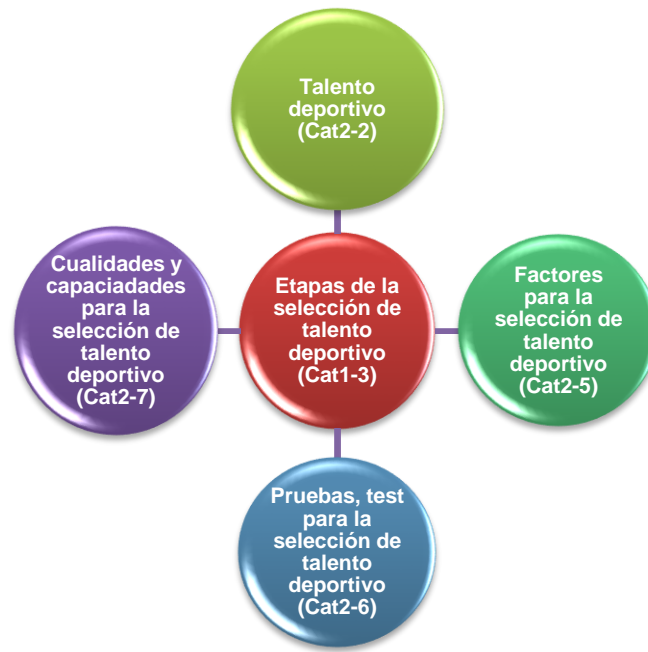 Talento
deportivo
(Cat2-2)
Cualidades y
capaciadades
para la
selección de
talento
deportivo
(Cat2-7)
Etapas de la
selección de
talento
deportivo
(Cat1-3)
Factores
para la
selección de
talento
deportivo
(Cat2-5)
Pruebas, test
para la
selección de
talento
deportivo
(Cat2-6)